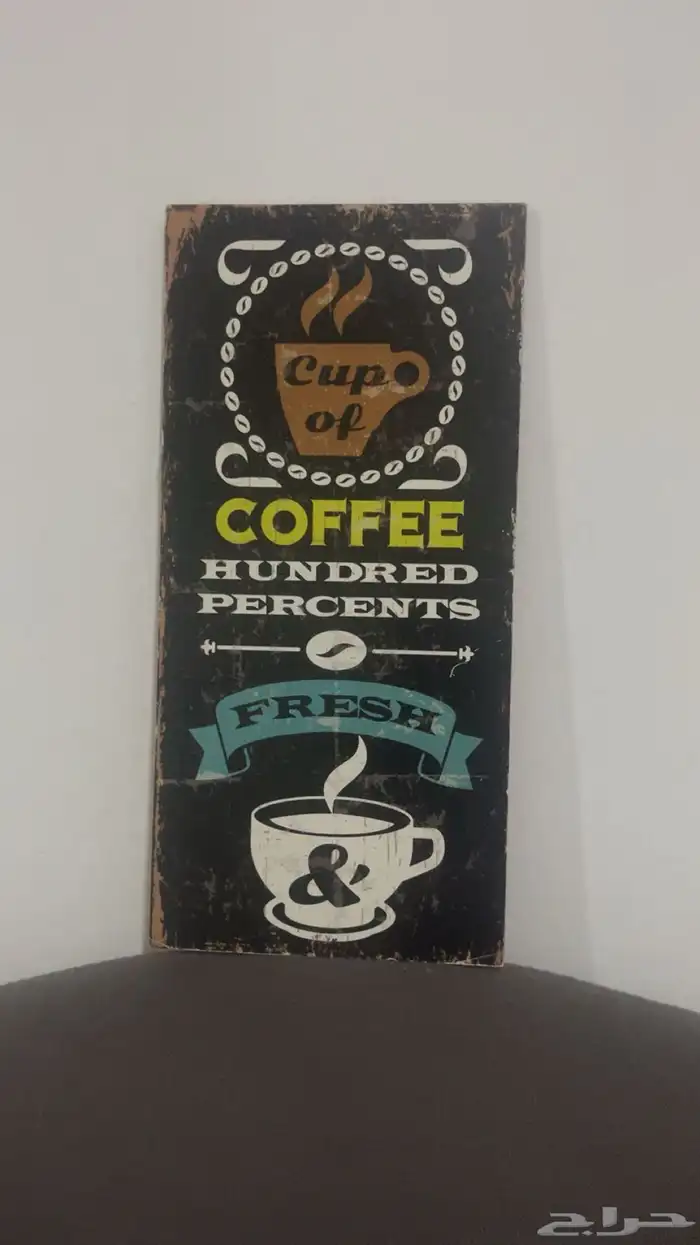 Cup
of
COFFEE
HUNDRED
PERCENTS
FRESH
&
حراج